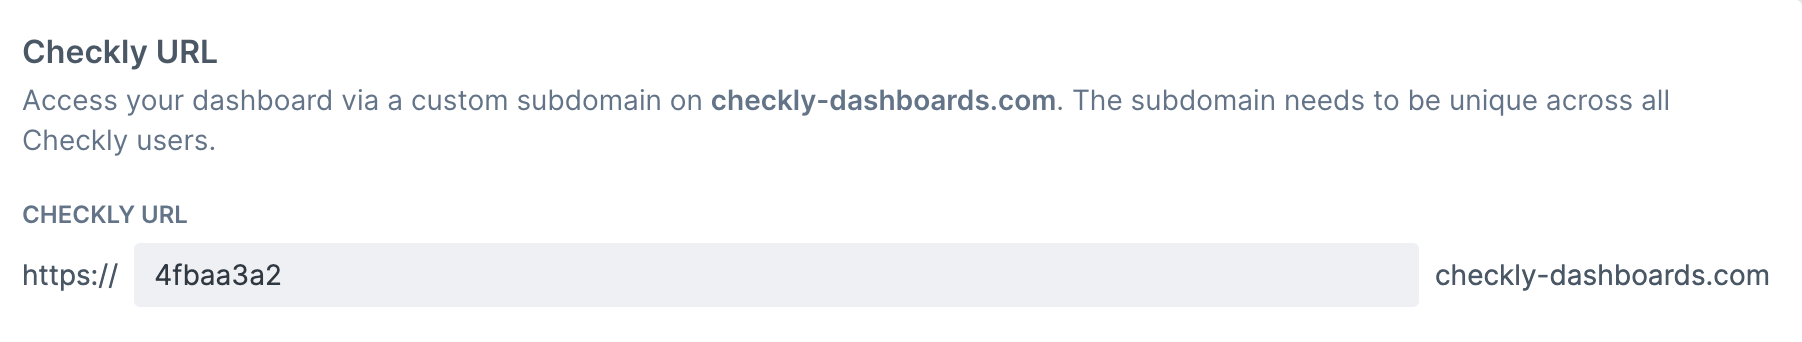 Checkly URL
Access your dashboard via a custom subdomain on checkly-dashboards.com. The subdomain needs to be unique across all
Checkly users.
CHECKLY URL
https:// 4fbaa3a2 checkly-dashboards.com